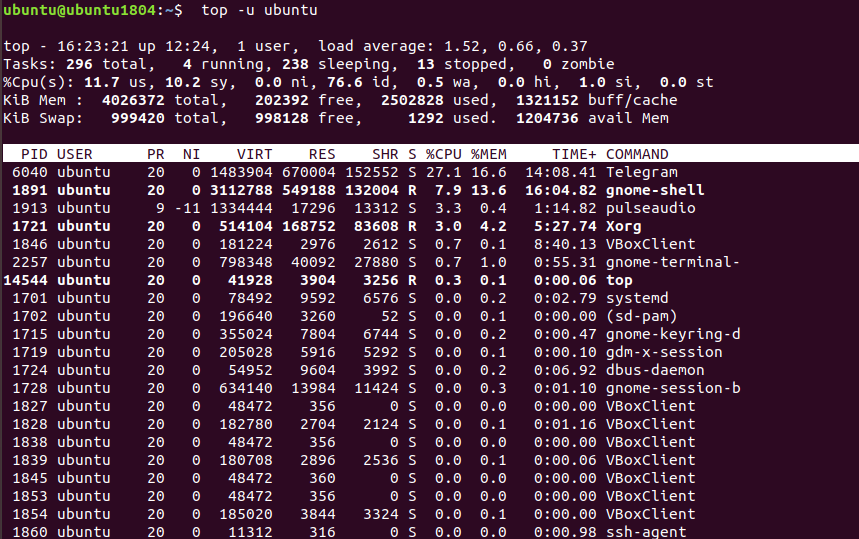 ubuntu@ubuntu1804:~$  top -u ubuntu
top - 16:23:21 up 12:24,  1 user,  load average: 1.52, 0.66, 0.37
Tasks: 296 total,   4 running, 238 sleeping,  13 stopped,   0 zombie
%Cpu(s): 11.7 us, 10.2 sy,  0.0 ni, 76.6 id,  0.5 wa,  0.0 hi,  1.0 si,  0.0 st
KiB Mem :  4026372 total,   202392 free,  2502828 used,  1321152 buff/cache
KiB Swap:   999420 total,   998128 free,     1292 used.  1204736 avail Mem
PID USER      PR  NI    VIRT    RES    SHR S %CPU %MEM     TIME+ COMMAND
6040 ubuntu    20   0 1483904 670004 152552 S 27.1 16.6  14:08.41 Telegram
1891 ubuntu    20   0 3112788 549188 132004 R  7.9 13.6  16:04.82 gnome-shell
1913 ubuntu     9 -11 1334444  17296  13312 S  3.3  0.4   1:14.82 pulseaudio
1721 ubuntu    20   0  514104 168752  83608 R  3.0  4.2   5:27.74 Xorg
1846 ubuntu    20   0  181224   2976   2612 S  0.7  0.1   8:40.13 VBoxClient
2257 ubuntu    20   0  798348  40092  27880 S  0.7  1.0   0:55.31 gnome-terminal-
14544 ubuntu    20   0   41928   3904   3256 R  0.3  0.1   0:00.06 top
1701 ubuntu    20   0   78492   9592   6576 S  0.0  0.2   0:02.79 systemd
1702 ubuntu    20   0  196640   3260     52 S  0.0  0.1   0:00.00 (sd-pam)
1715 ubuntu    20   0  355024   7804   6744 S  0.0  0.2   0:00.47 gnome-keyring-d
1719 ubuntu    20   0  205028   5916   5292 S  0.0  0.1   0:00.10 gdm-x-session
1724 ubuntu    20   0   54952   9604   3992 S  0.0  0.2   0:06.92 dbus-daemon
1728 ubuntu    20   0  634140  13984  11424 S  0.0  0.3   0:01.10 gnome-session-b
1827 ubuntu    20   0   48472    356      0 S  0.0  0.0   0:00.00 VBoxClient
1828 ubuntu    20   0  182780   2704   2124 S  0.0  0.1   0:01.16 VBoxClient
1838 ubuntu    20   0   48472    356      0 S  0.0  0.0   0:00.00 VBoxClient
1839 ubuntu    20   0  180708   2896   2536 S  0.0  0.1   0:00.06 VBoxClient
1845 ubuntu    20   0   48472    360      0 S  0.0  0.0   0:00.00 VBoxClient
1853 ubuntu    20   0   48472    356      0 S  0.0  0.0   0:00.00 VBoxClient
1854 ubuntu    20   0  185020   3844   3324 S  0.0  0.1   0:00.00 VBoxClient
1860 ubuntu    20   0   11312    316      0 S  0.0  0.0   0:00.98 ssh-agent